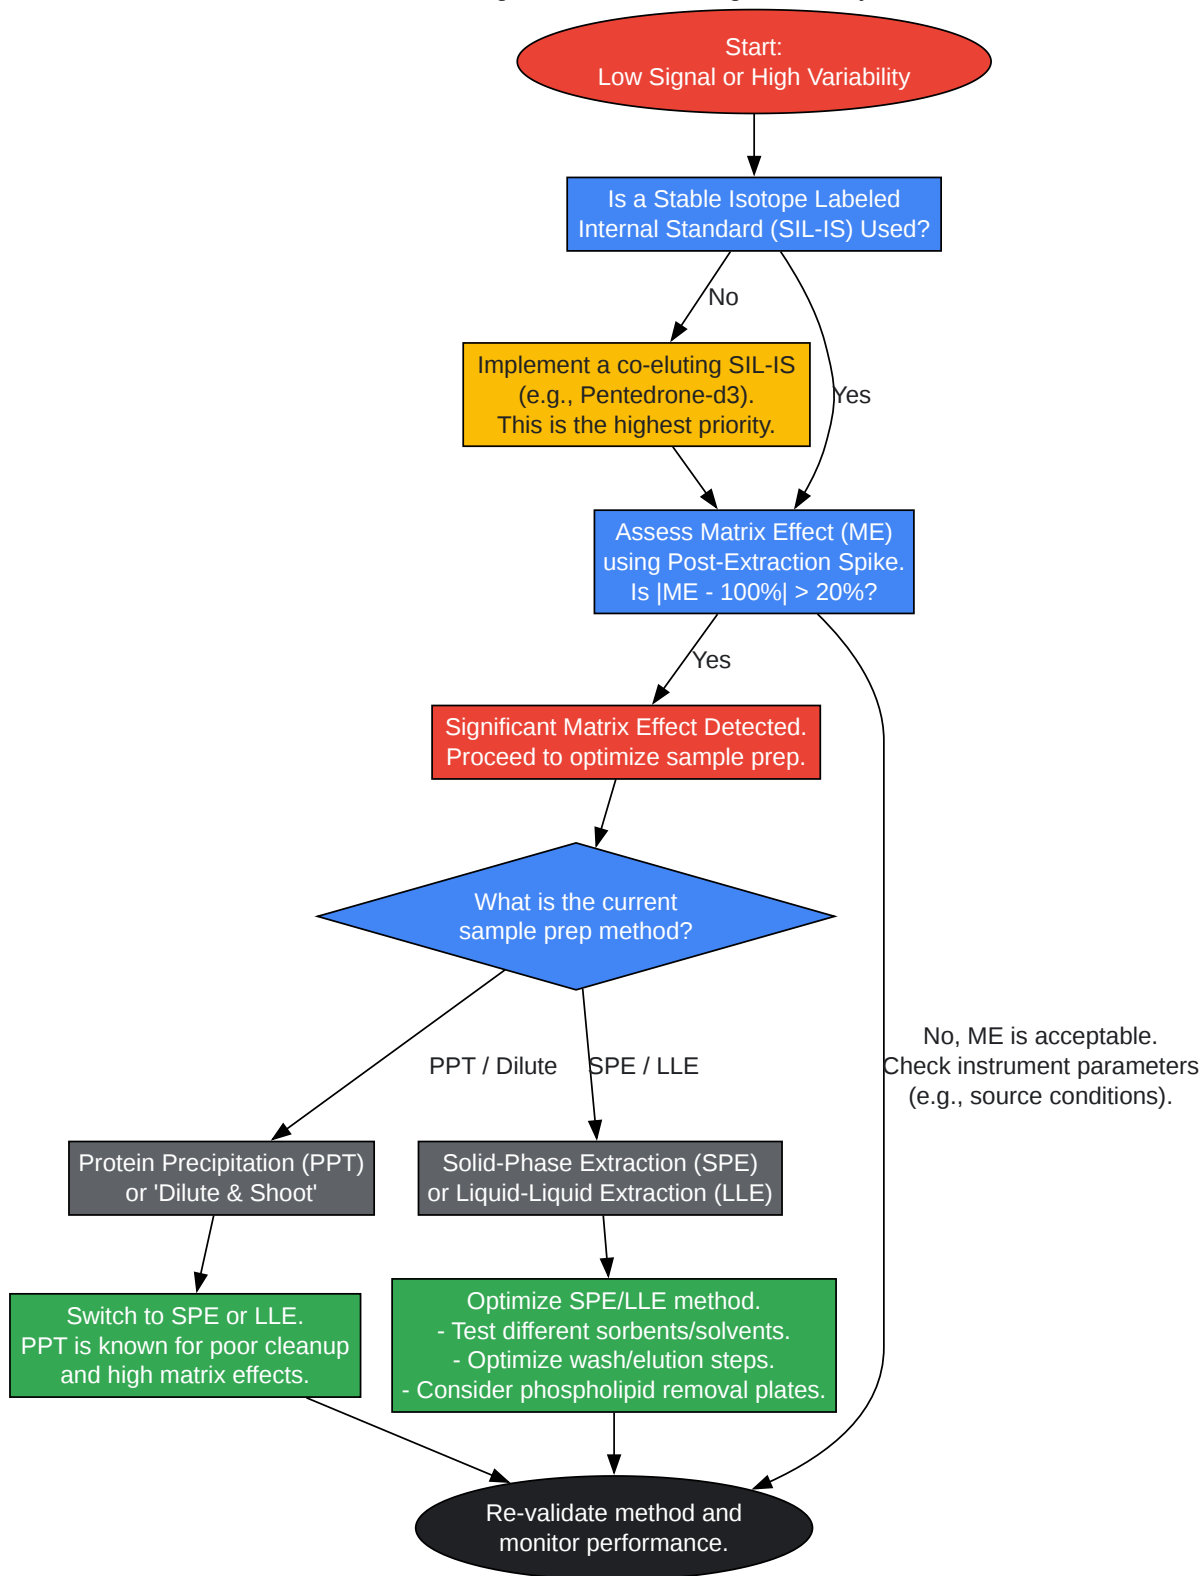 Start:
Low Signal or High Variability
Is a Stable Isotope Labeled
Internal Standard (SIL-IS) Used?
No
Yes
Implement a co-eluting SIL-IS
(e.g., Pentedrone-d3).
This is the highest priority.
Assess Matrix Effect (ME)
using Post-Extraction Spike.
Is |ME - 100%| > 20%?
Yes
Significant Matrix Effect Detected.
Proceed to optimize sample prep.
What is the current
sample prep method?
No, ME is acceptable.
Check instrument parameters
(e.g., source conditions).
PPT / Dilute
SPE / LLE
Protein Precipitation (PPT)
or 'Dilute & Shoot'
Solid-Phase Extraction (SPE)
or Liquid-Liquid Extraction (LLE)
Switch to SPE or LLE.
PPT is known for poor cleanup
and high matrix effects.
Optimize SPE/LLE method.
- Test different sorbents/solvents.
- Optimize wash/elution steps.
- Consider phospholipid removal plates.
Re-validate method and
monitor performance.